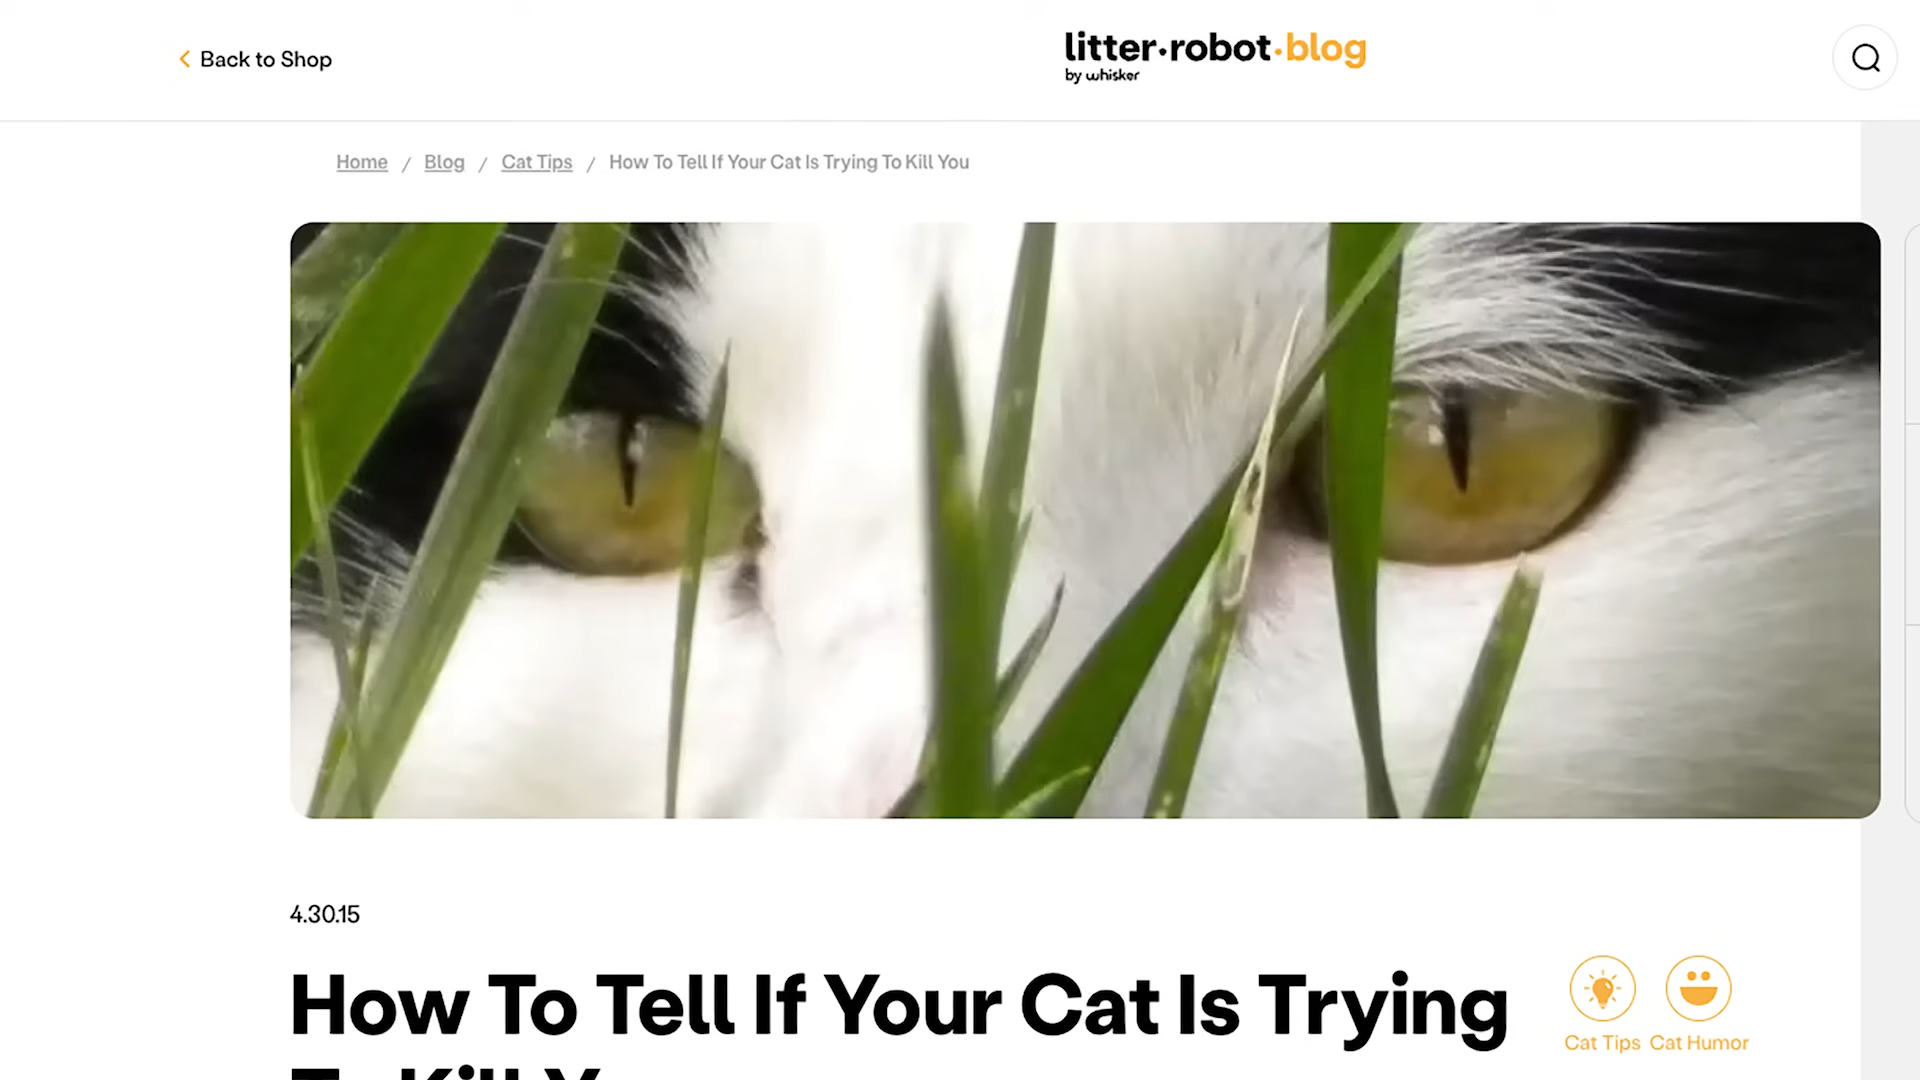 Back to Shop
litter·robot·blog
by whisker
Home / Blog / Cat Tips / How To Tell If Your Cat Is Trying To Kill You
4.30.15
How To Tell If Your Cat Is Trying
To Kill Y
Cat Tips Cat Humor